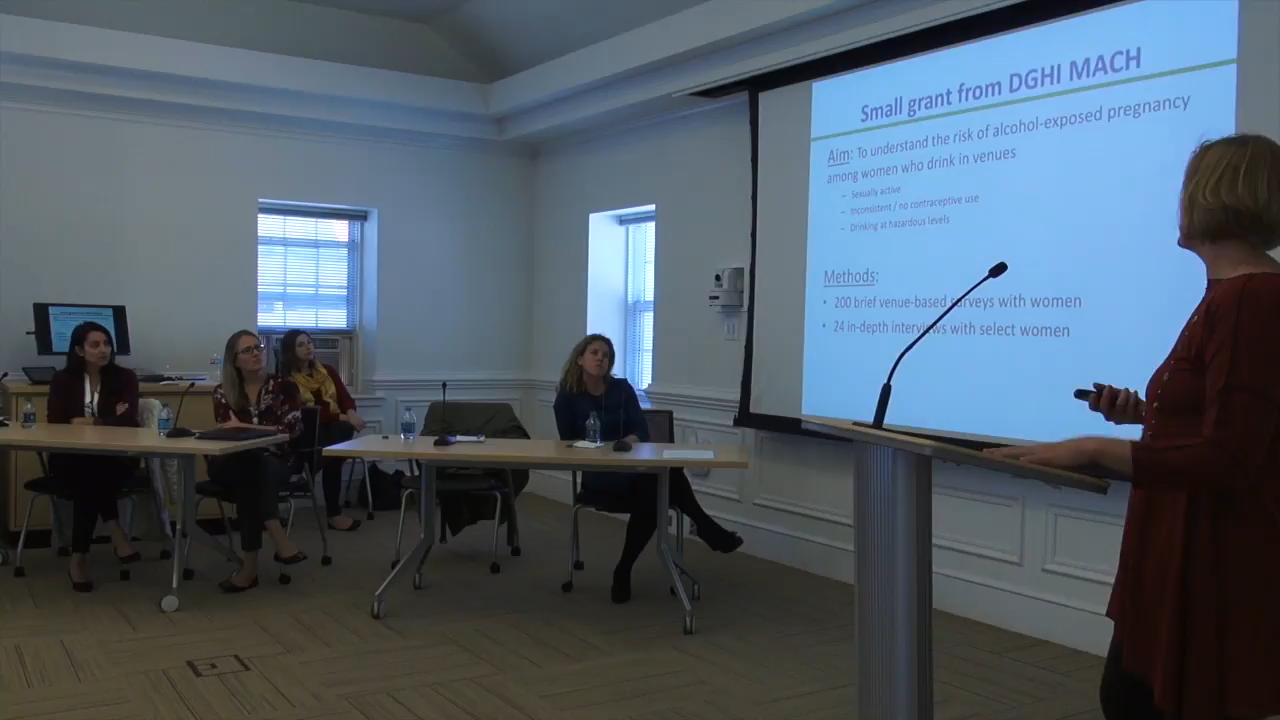 Small grant from DGHI MACH
Aim: To understand the risk of alcohol-exposed pregnancy
among women who drink in venues
– Sexually active
– Inconsistent / no contraceptive use
– Drinking at hazardous levels
Methods:
• 200 brief venue-based surveys with women
• 24 in-depth interviews with select women